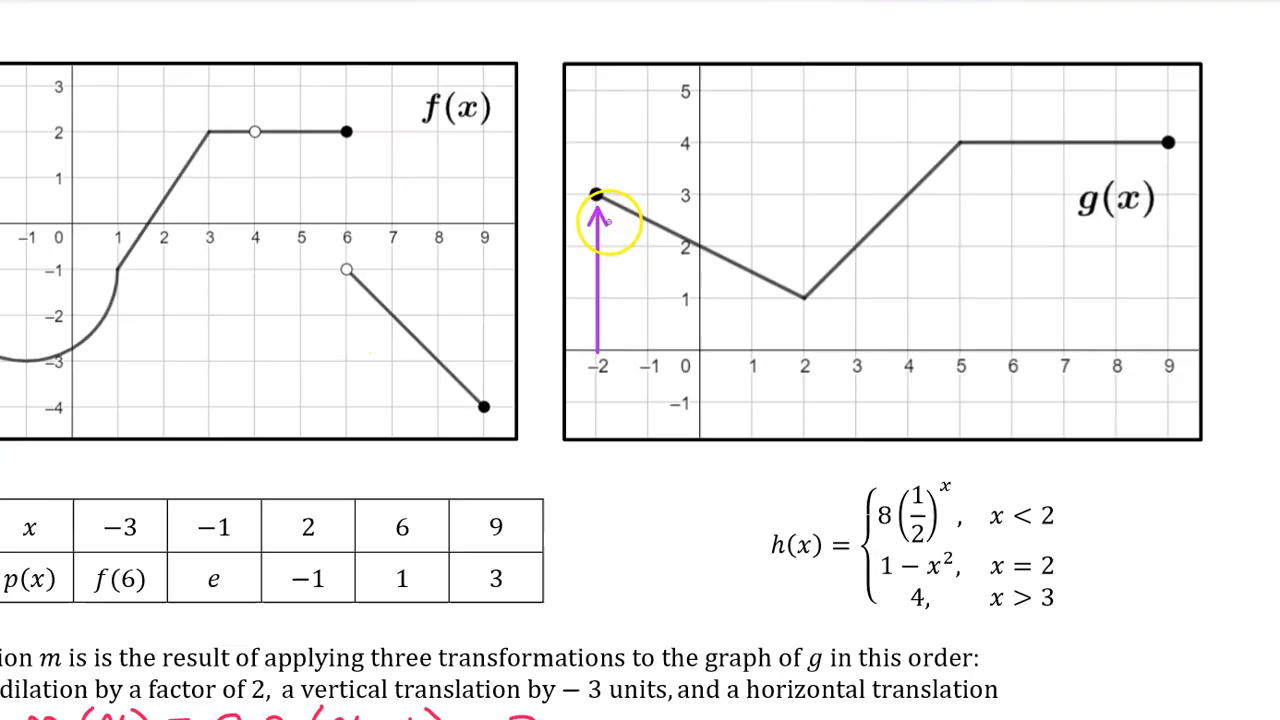 f(x)
3
2
1
−1 0 1 2 3 4 5 6 7 8 9
−1
−2
−3
−4
g(x)
5
4
3
2
1
−2 −1 0 1 2 3 4 5 6 7 8 9
−1
x −3 −1 2 6 9
p(x) f(6) e −1 1 3
h(x) = { 8(1/2)^x, x < 2
1 − x², x = 2
4, x > 3
ion m is is the result of applying three transformations to the graph of g in this order:
dilation by a factor of 2, a vertical translation by − 3 units, and a horizontal translation